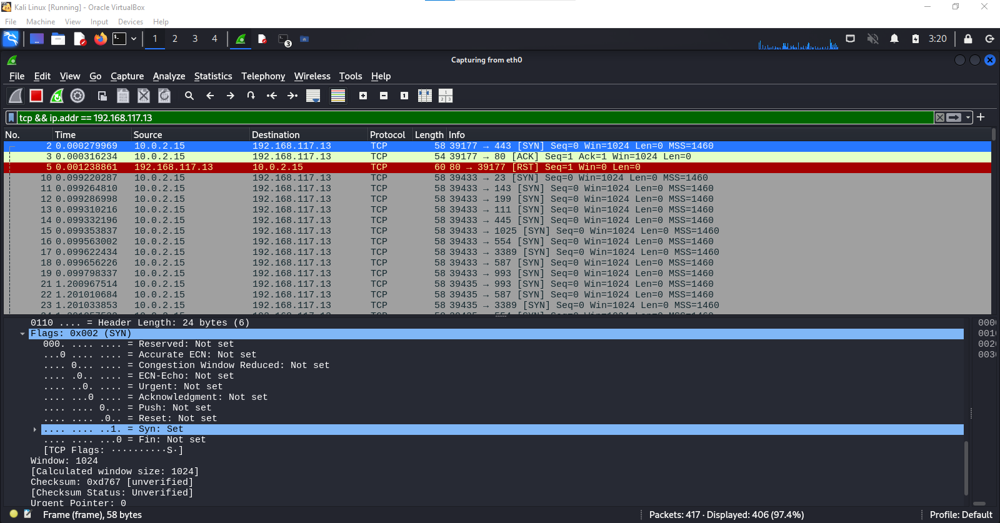 Kali Linux [Running] - Oracle VirtualBox
File Machine View Input Devices Help
1 2 3 4 3 3:20
Capturing from eth0
File Edit View Go Capture Analyze Statistics Telephony Wireless Tools Help
tcp && ip.addr == 192.168.117.13
No. Time Source Destination Protocol Length Info
2 0.000279969 10.0.2.15 192.168.117.13 TCP 58 39177 → 443 [SYN] Seq=0 Win=1024 Len=0 MSS=1460
3 0.000316234 10.0.2.15 192.168.117.13 TCP 54 39177 → 80 [ACK] Seq=1 Ack=1 Win=1024 Len=0
5 0.001238861 192.168.117.13 10.0.2.15 TCP 60 80 → 39177 [RST] Seq=1 Win=0 Len=0
10 0.099220287 10.0.2.15 192.168.117.13 TCP 58 39433 → 23 [SYN] Seq=0 Win=1024 Len=0 MSS=1460
11 0.099264810 10.0.2.15 192.168.117.13 TCP 58 39433 → 143 [SYN] Seq=0 Win=1024 Len=0 MSS=1460
12 0.099286998 10.0.2.15 192.168.117.13 TCP 58 39433 → 199 [SYN] Seq=0 Win=1024 Len=0 MSS=1460
13 0.099310216 10.0.2.15 192.168.117.13 TCP 58 39433 → 111 [SYN] Seq=0 Win=1024 Len=0 MSS=1460
14 0.099332196 10.0.2.15 192.168.117.13 TCP 58 39433 → 445 [SYN] Seq=0 Win=1024 Len=0 MSS=1460
15 0.099353837 10.0.2.15 192.168.117.13 TCP 58 39433 → 1025 [SYN] Seq=0 Win=1024 Len=0 MSS=1460
16 0.099563002 10.0.2.15 192.168.117.13 TCP 58 39433 → 554 [SYN] Seq=0 Win=1024 Len=0 MSS=1460
17 0.099622434 10.0.2.15 192.168.117.13 TCP 58 39433 → 3389 [SYN] Seq=0 Win=1024 Len=0 MSS=1460
18 0.099656226 10.0.2.15 192.168.117.13 TCP 58 39433 → 587 [SYN] Seq=0 Win=1024 Len=0 MSS=1460
19 0.099798337 10.0.2.15 192.168.117.13 TCP 58 39433 → 993 [SYN] Seq=0 Win=1024 Len=0 MSS=1460
21 1.200967514 10.0.2.15 192.168.117.13 TCP 58 39435 → 993 [SYN] Seq=0 Win=1024 Len=0 MSS=1460
22 1.201010684 10.0.2.15 192.168.117.13 TCP 58 39435 → 587 [SYN] Seq=0 Win=1024 Len=0 MSS=1460
23 1.201033853 10.0.2.15 192.168.117.13 TCP 58 39435 → 3389 [SYN] Seq=0 Win=1024 Len=0 MSS=1460
0110 .... = Header Length: 24 bytes (6)
Flags: 0x002 (SYN)
000. .... .... = Reserved: Not set
...0 .... .... = Accurate ECN: Not set
.... 0... .... = Congestion Window Reduced: Not set
.... .0.. .... = ECN-Echo: Not set
.... ..0. .... = Urgent: Not set
.... ...0 .... = Acknowledgment: Not set
.... .... 0... = Push: Not set
.... .... .0.. = Reset: Not set
.... .... ..1. = Syn: Set
.... .... ...0 = Fin: Not set
[TCP Flags: ··········S·]
Window: 1024
[Calculated window size: 1024]
Checksum: 0xd767 [unverified]
[Checksum Status: Unverified]
Urgent Pointer: 0
Frame (frame), 58 bytes
Packets: 417 · Displayed: 406 (97.4%)
Profile: Default